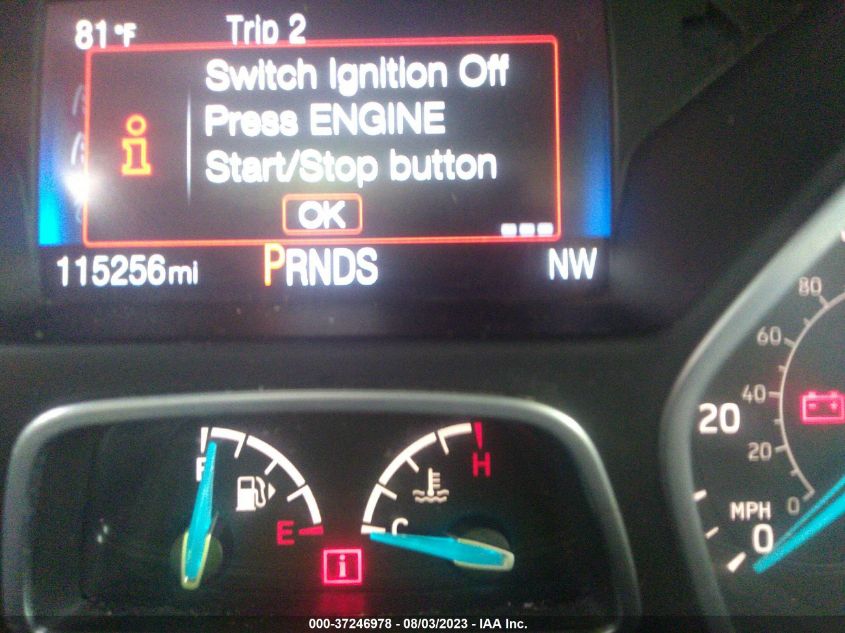 81°F Trip 2
Switch Ignition Off
Press ENGINE
Start/Stop button
OK
115256mi PRNDS NW
80
60
40
20
20
0
MPH
0
F
E
H
C
000-37246978 - 08/03/2023 - IAA Inc.